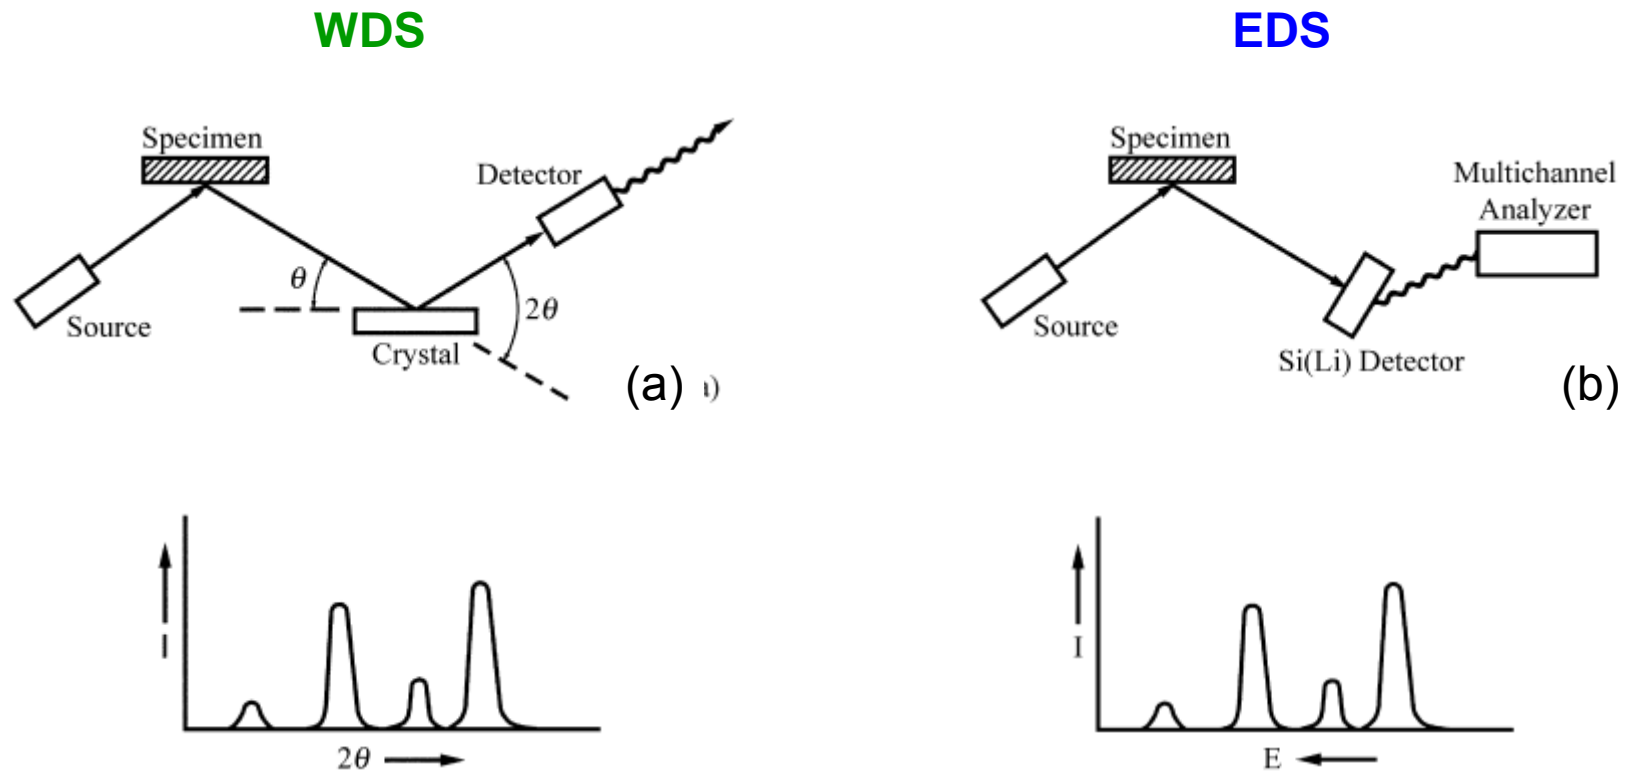 WDS
EDS
Specimen
Detector
θ
2θ
Source
Crystal
(a)
Specimen
Multichannel
Analyzer
Source
Si(Li) Detector
(b)
I
2θ
I
E